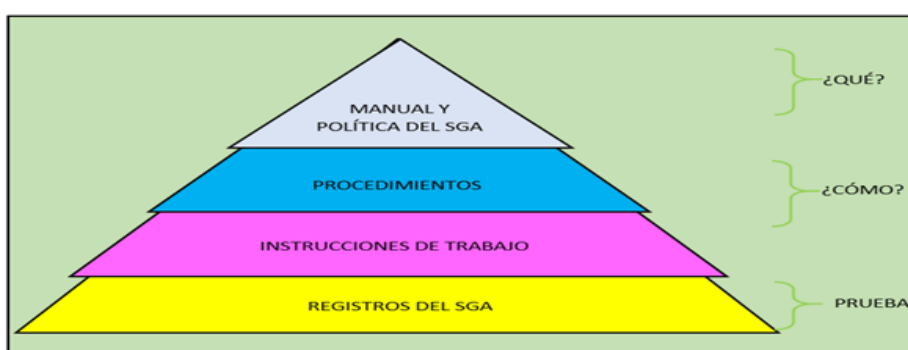 MANUAL Y
POLÍTICA DEL SGA
¿QUÉ?
PROCEDIMIENTOS
¿CÓMO?
INSTRUCCIONES DE TRABAJO
REGISTROS DEL SGA
PRUEBA